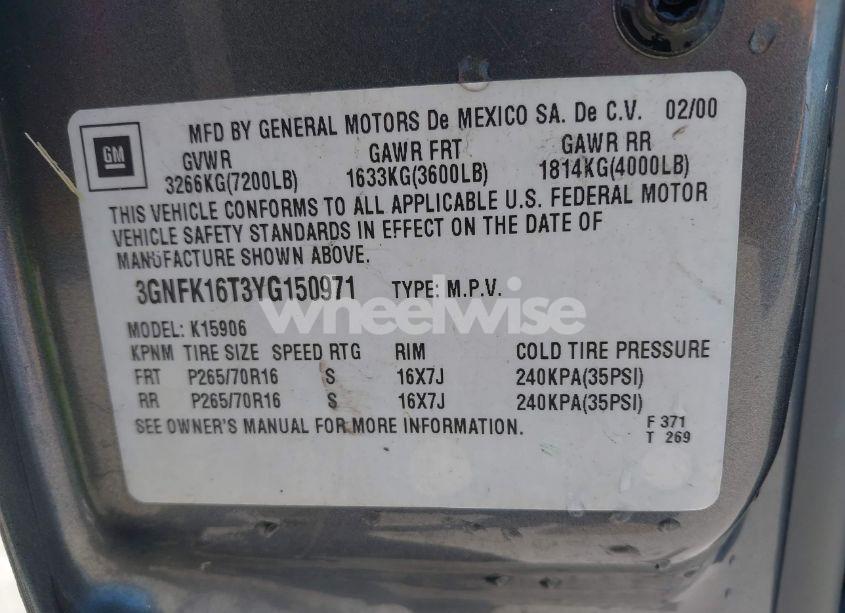 MFD BY GENERAL MOTORS De MEXICO SA. De C.V. 02/00
GM
GVWR GAWR FRT GAWR RR
3266KG(7200LB) 1633KG(3600LB) 1814KG(4000LB)
THIS VEHICLE CONFORMS TO ALL APPLICABLE U.S. FEDERAL MOTOR
VEHICLE SAFETY STANDARDS IN EFFECT ON THE DATE OF
MANUFACTURE SHOWN ABOVE.
3GNFK16T3YG150971 TYPE: M.P.V.
wheelwise
MODEL: K15906
KPNM TIRE SIZE SPEED RTG RIM COLD TIRE PRESSURE
FRT P265/70R16 S 16X7J 240KPA(35PSI)
RR P265/70R16 S 16X7J 240KPA(35PSI)
SEE OWNER'S MANUAL FOR MORE INFORMATION.
F 371
T 269